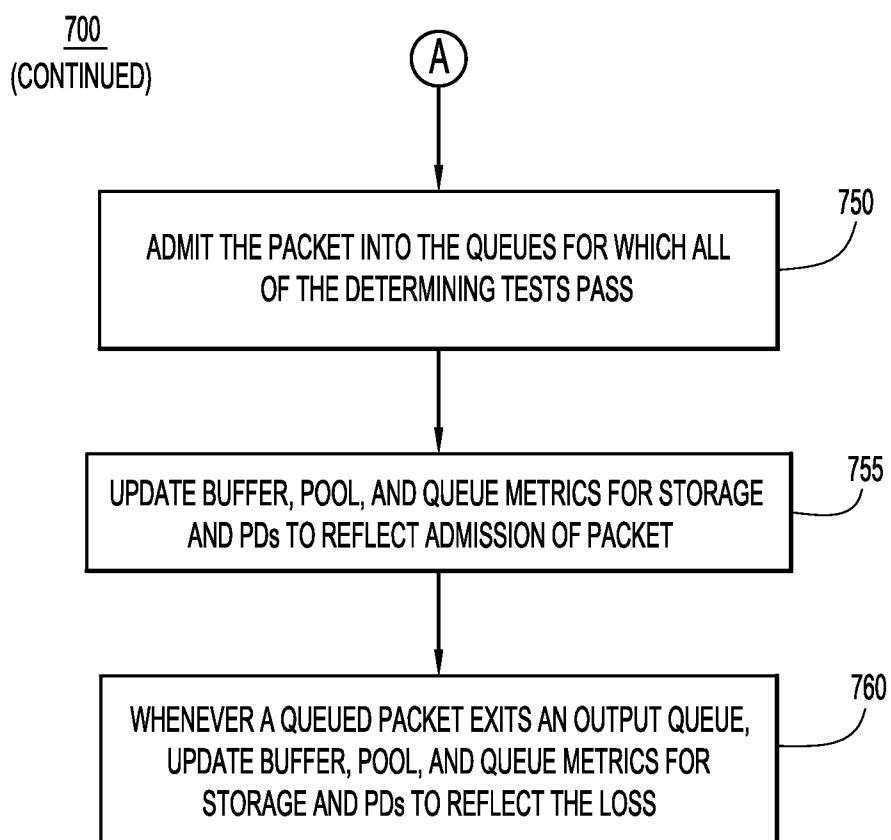 700
(CONTINUED)
A
750
ADMIT THE PACKET INTO THE QUEUES FOR WHICH ALL
OF THE DETERMINING TESTS PASS
755
UPDATE BUFFER, POOL, AND QUEUE METRICS FOR STORAGE
AND PDs TO REFLECT ADMISSION OF PACKET
760
WHENEVER A QUEUED PACKET EXITS AN OUTPUT QUEUE,
UPDATE BUFFER, POOL, AND QUEUE METRICS FOR
STORAGE AND PDs TO REFLECT THE LOSS